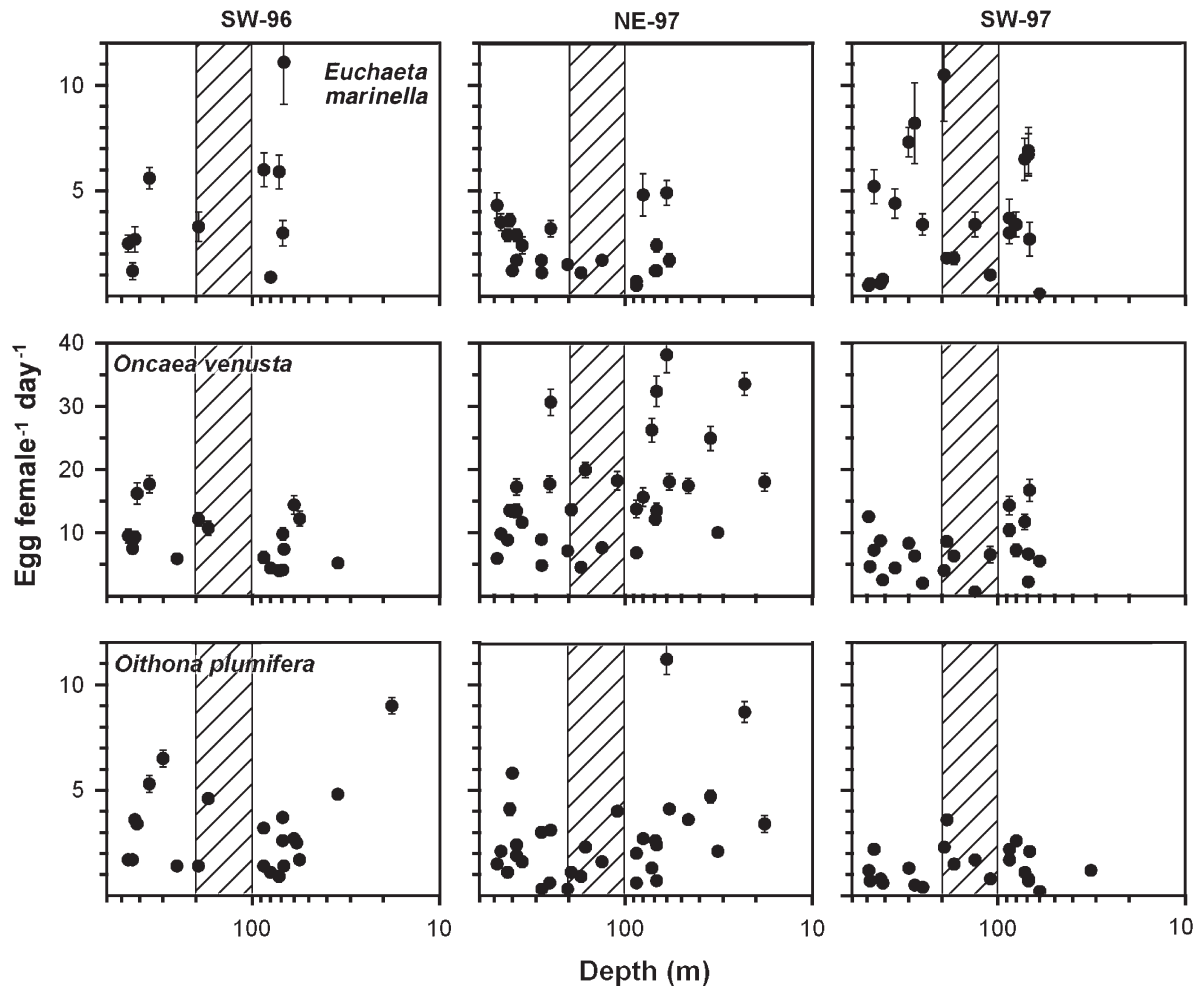 SW-96 NE-97 SW-97
Euchaeta
marinella
10
5
Oncaea venusta
40
30
20
10
Egg female-1 day-1
Oithona plumifera
10
5
100 10 100 10 100 10
Depth (m)